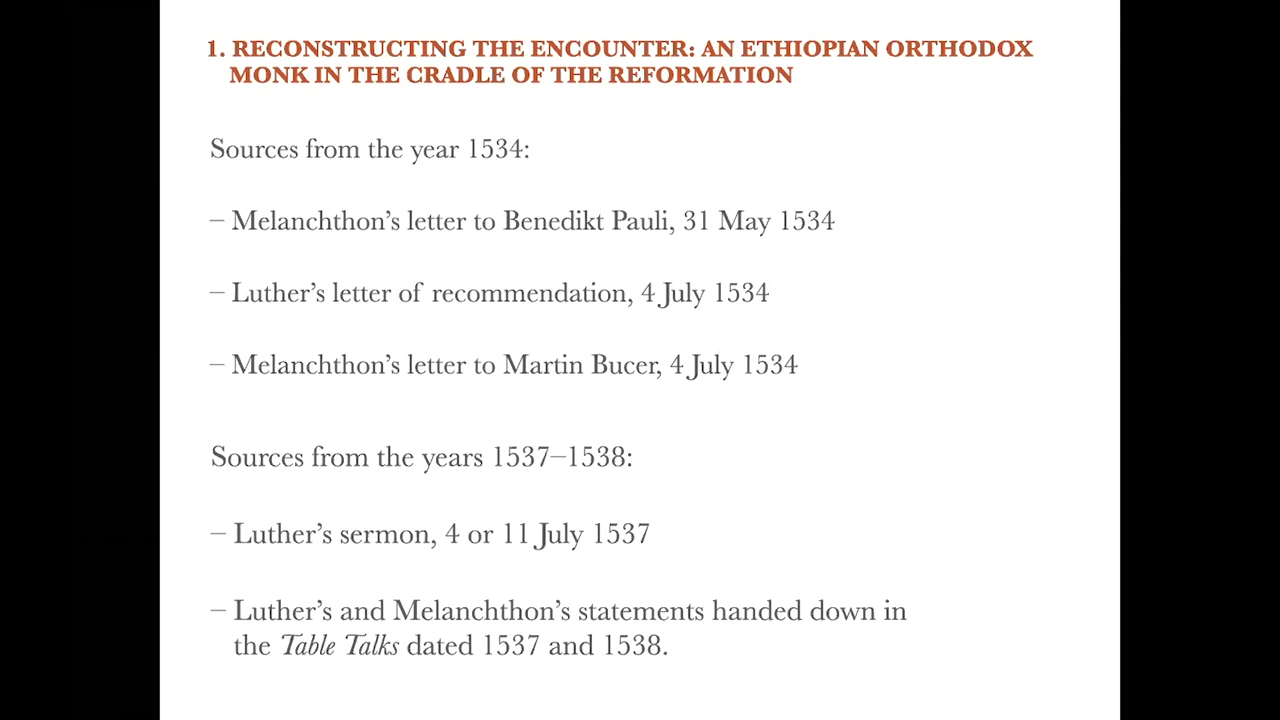 1. RECONSTRUCTING THE ENCOUNTER: AN ETHIOPIAN ORTHODOX
MONK IN THE CRADLE OF THE REFORMATION
Sources from the year 1534:
– Melanchthon’s letter to Benedikt Pauli, 31 May 1534
– Luther’s letter of recommendation, 4 July 1534
– Melanchthon’s letter to Martin Bucer, 4 July 1534
Sources from the years 1537–1538:
– Luther’s sermon, 4 or 11 July 1537
– Luther’s and Melanchthon’s statements handed down in
the Table Talks dated 1537 and 1538.